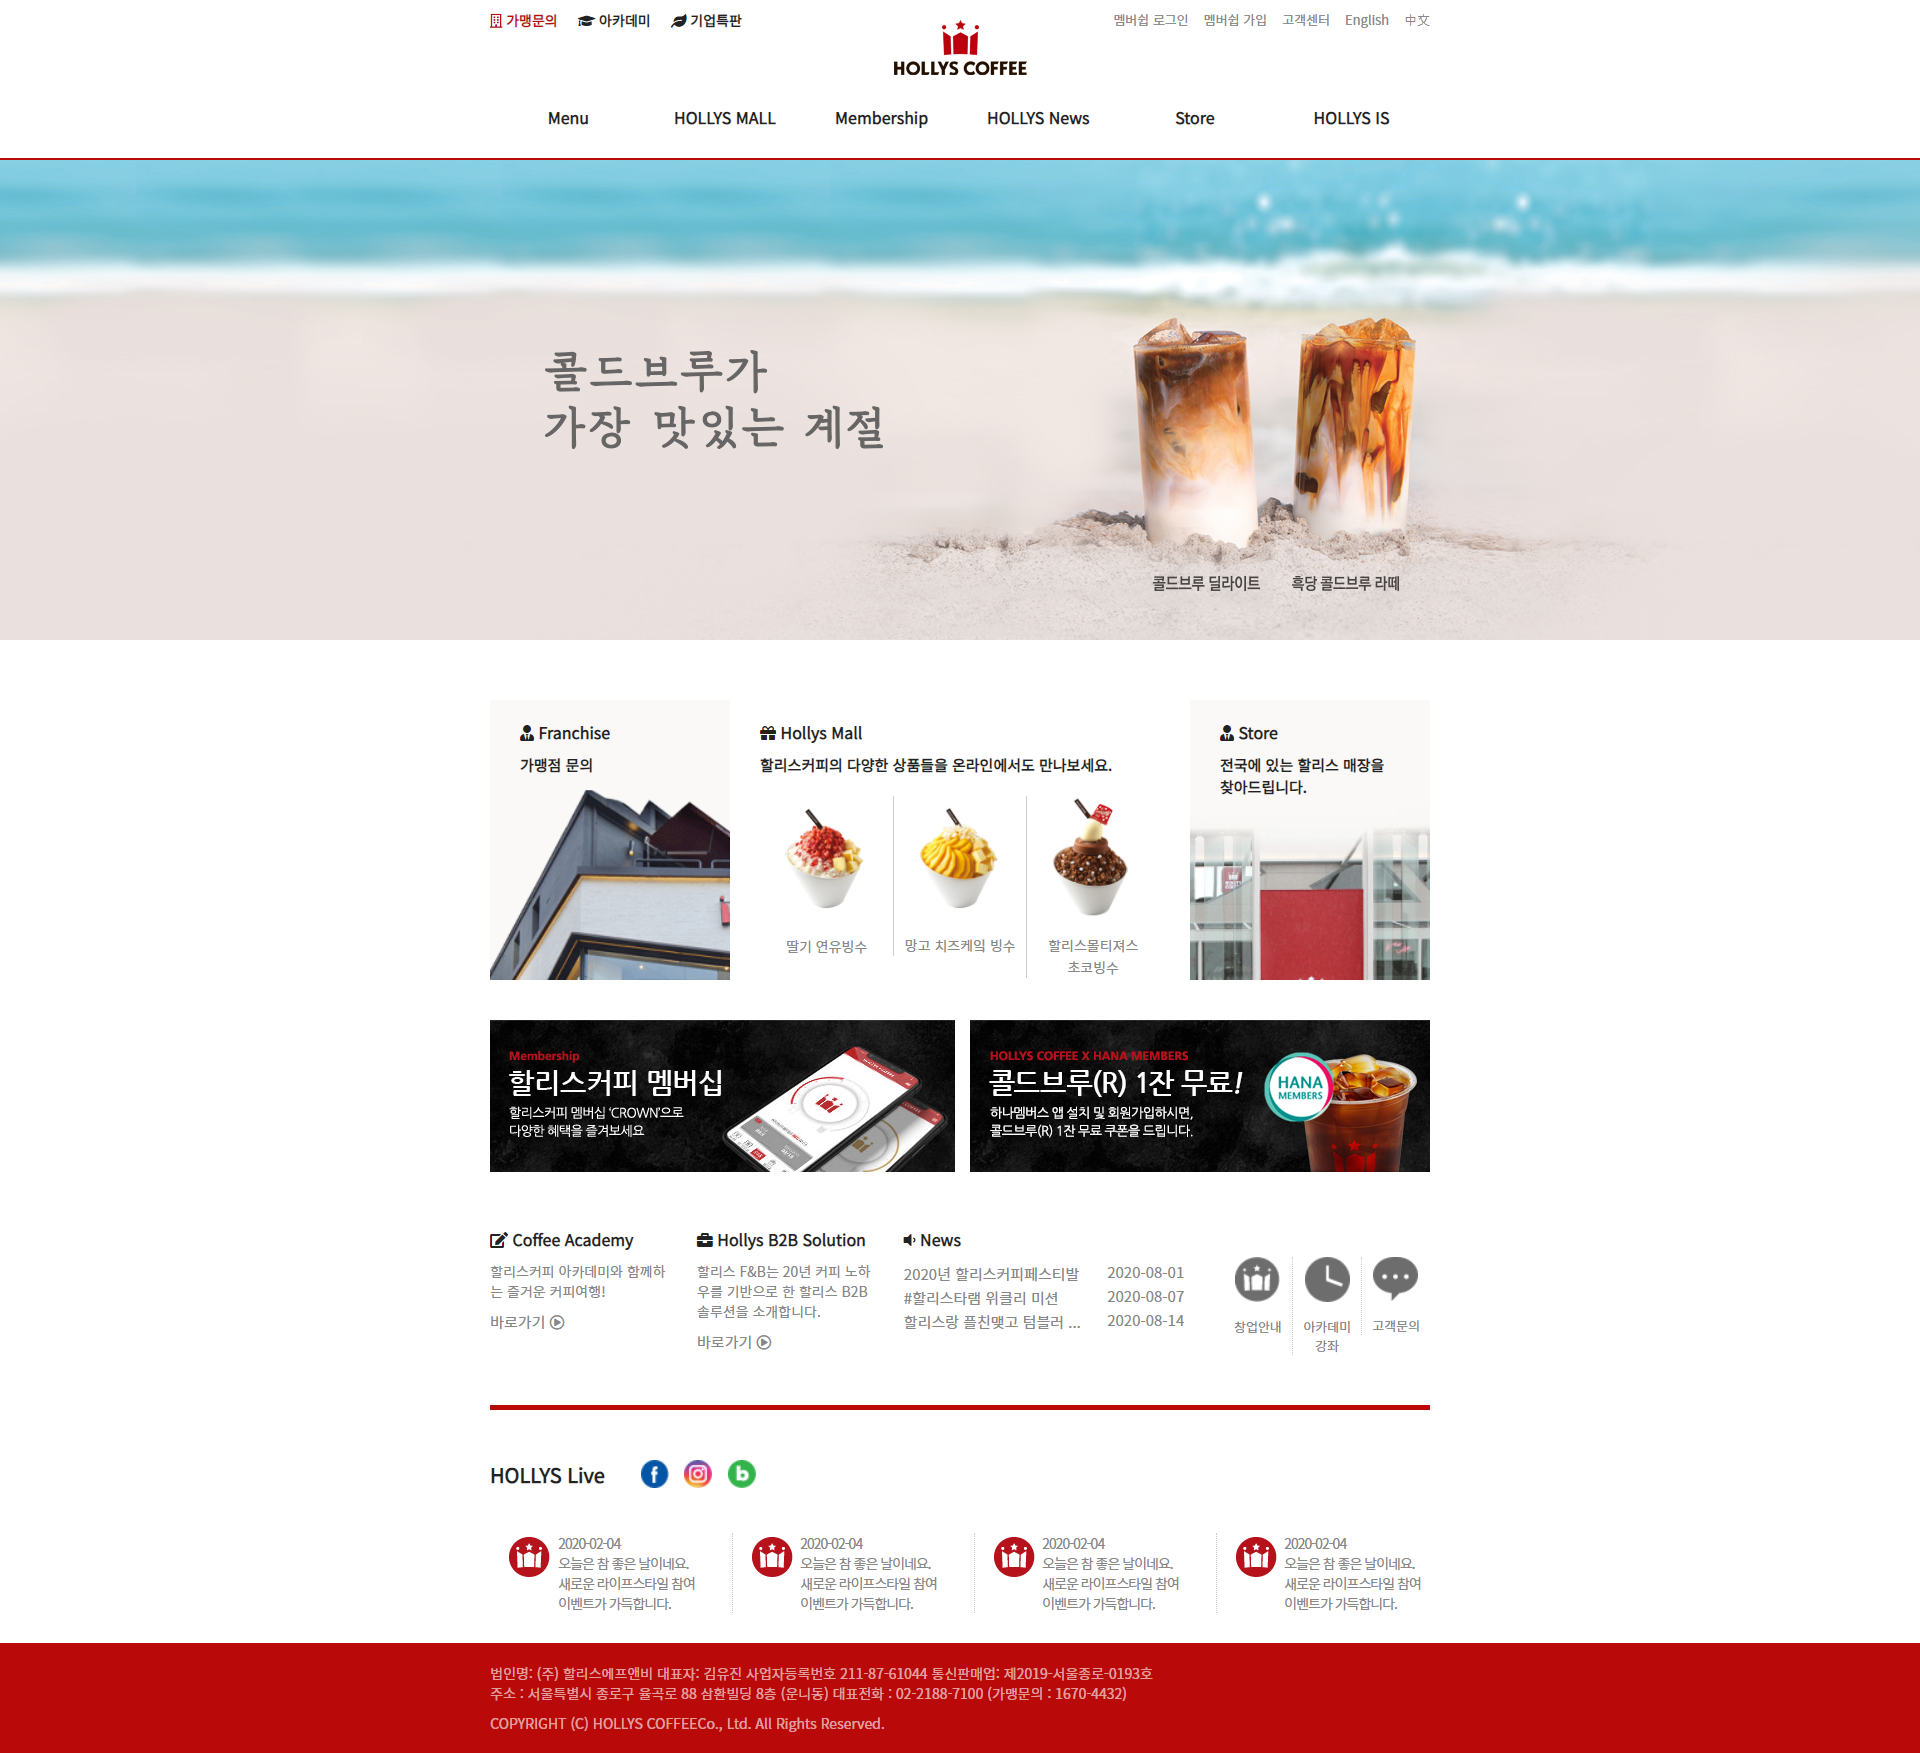 가맹문의 아카데미 기업특판
멤버쉽 로그인 멤버쉽 가입 고객센터 English 中文
HOLLYS COFFEE
Menu HOLLYS MALL Membership HOLLYS News Store HOLLYS IS
콜드브루가
가장 맛있는 계절
콜드브루 딜라이트 흑당 콜드브루 라떼
Franchise
가맹점 문의
Hollys Mall
할리스커피의 다양한 상품들을 온라인에서도 만나보세요.
딸기 연유빙수
망고 치즈케잌 빙수
할리스몰티져스
초코빙수
Store
전국에 있는 할리스 매장을
찾아드립니다.
Membership
할리스커피 멤버십
할리스커피 멤버십 ‘CROWN’으로
다양한 혜택을 즐겨보세요
HOLLYS COFFEE X HANA MEMBERS
콜드브루(R) 1잔 무료!
하나멤버스 앱 설치 및 회원가입하시면,
콜드브루(R) 1잔 무료 쿠폰을 드립니다.
HANA
MEMBERS
Coffee Academy
할리스커피 아카데미와 함께하
는 즐거운 커피여행!
바로가기
Hollys B2B Solution
할리스 F&B는 20년 커피 노하
우를 기반으로 한 할리스 B2B
솔루션을 소개합니다.
바로가기
News
2020년 할리스커피페스티발 2020-08-01
#할리스타램 위클리 미션 2020-08-07
할리스랑 플친맺고 텀블러 ... 2020-08-14
창업안내
아카데미
강좌
고객문의
HOLLYS Live
2020-02-04
오늘은 참 좋은 날이네요.
새로운 라이프스타일 참여
이벤트가 가득합니다.
2020-02-04
오늘은 참 좋은 날이네요.
새로운 라이프스타일 참여
이벤트가 가득합니다.
2020-02-04
오늘은 참 좋은 날이네요.
새로운 라이프스타일 참여
이벤트가 가득합니다.
2020-02-04
오늘은 참 좋은 날이네요.
새로운 라이프스타일 참여
이벤트가 가득합니다.
법인명: (주) 할리스에프앤비 대표자: 김유진 사업자등록번호 211-87-61044 통신판매업: 제2019-서울종로-0193호
주소 : 서울특별시 종로구 율곡로 88 삼환빌딩 8층 (운니동) 대표전화 : 02-2188-7100 (가맹문의 : 1670-4432)
COPYRIGHT (C) HOLLYS COFFEECo., Ltd. All Rights Reserved.